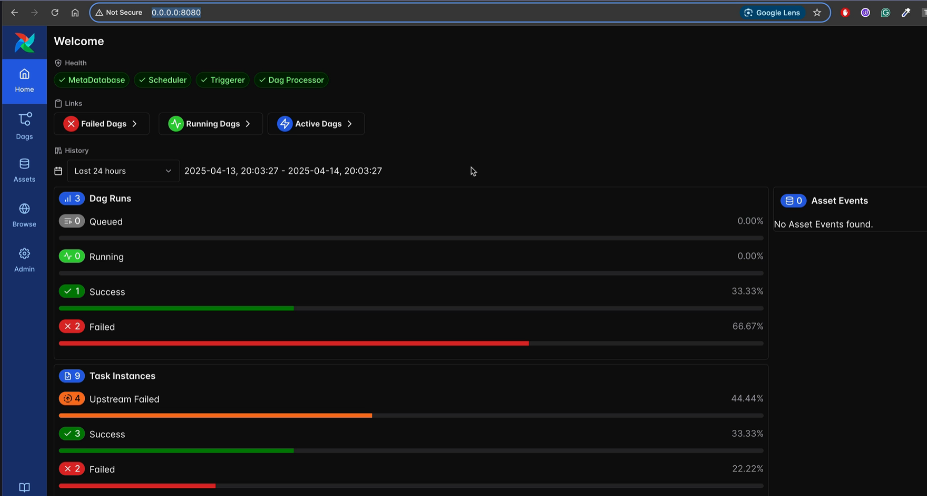 Not Secure 0.0.0.0:8080 Google Lens
Welcome
Home
Dags
Assets
Browse
Admin
Health
MetaDatabase Scheduler Triggerer Dag Processor
Links
Failed Dags Running Dags Active Dags
History
Last 24 hours 2025-04-13, 20:03:27 - 2025-04-14, 20:03:27
3 Dag Runs
0 Queued 0.00%
0 Running 0.00%
1 Success 33.33%
2 Failed 66.67%
0 Asset Events
No Asset Events found.
9 Task Instances
4 Upstream Failed 44.44%
3 Success 33.33%
2 Failed 22.22%